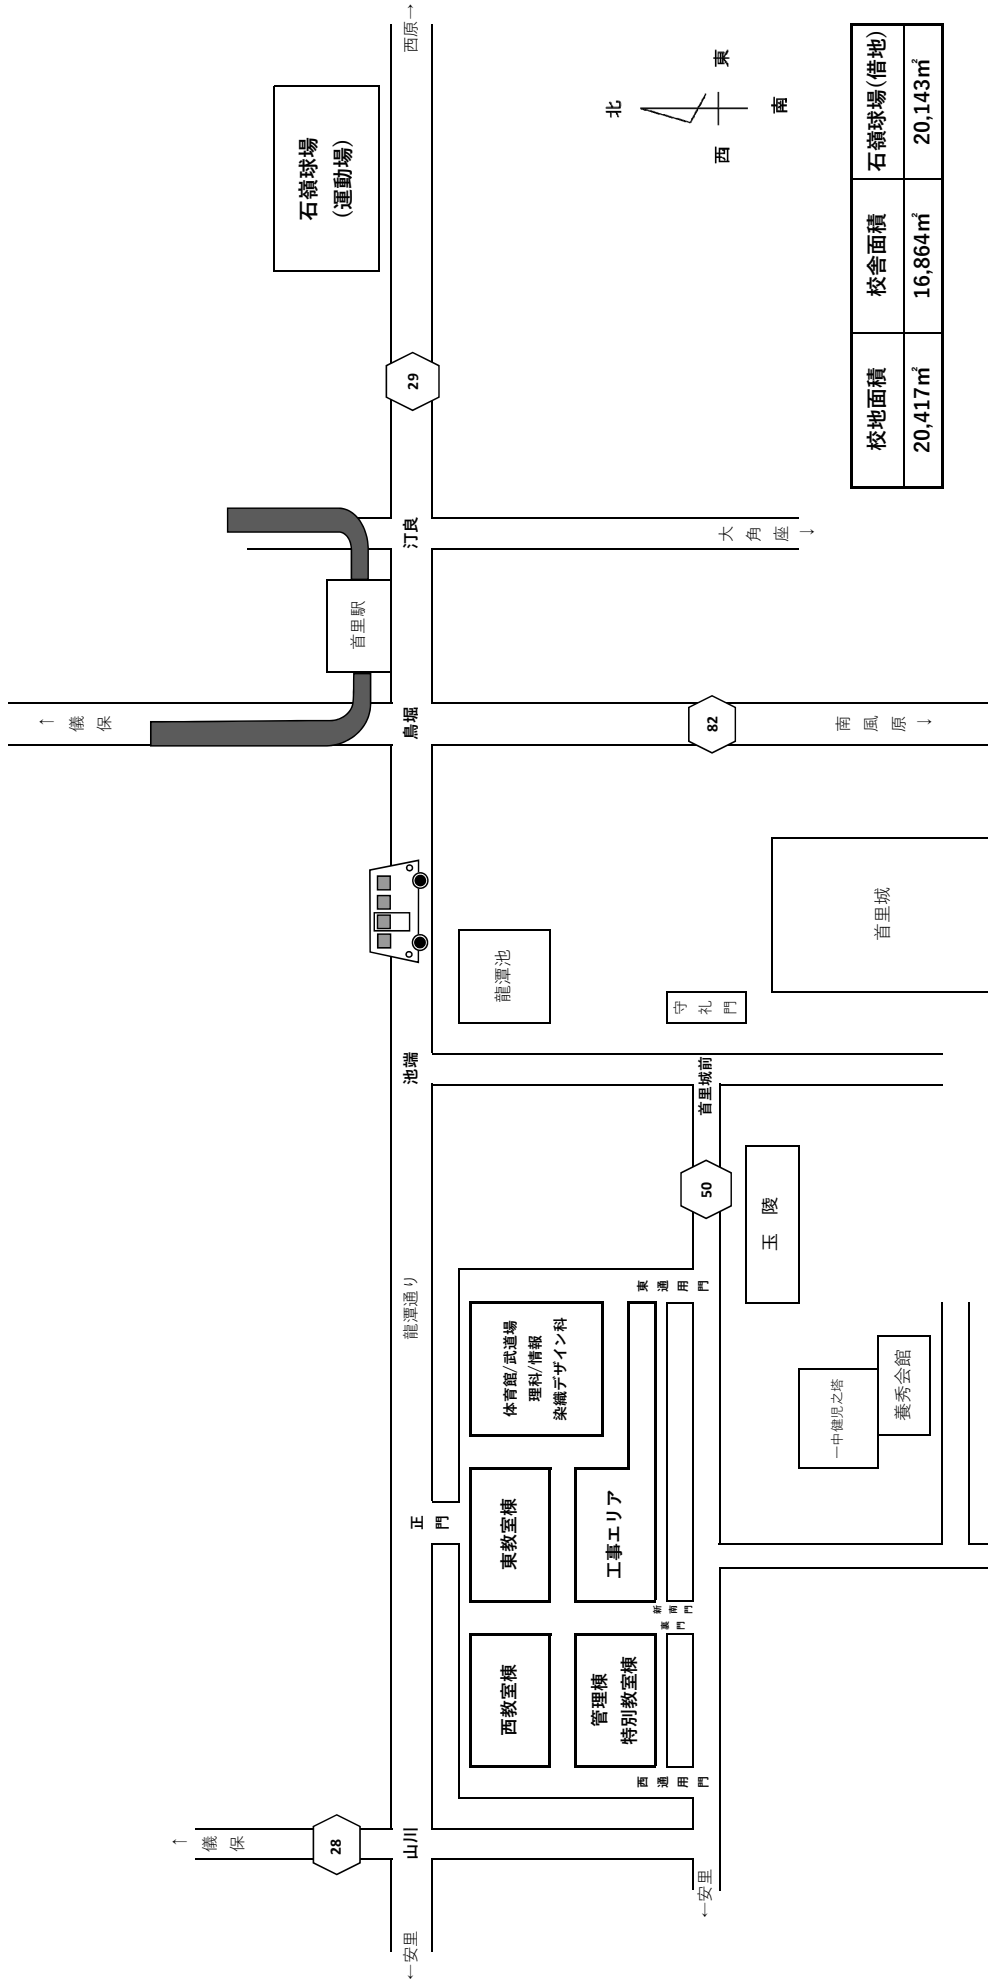 西原→
石嶺球場
(運動場)
北
東
西
南
29
汀良
首里駅
大角座→
←儀保
鳥堀
82
南風原→
龍潭池
守礼門
首里城
池端
首里城前
50
玉 陵
龍潭通り
東通用門
体育館/武道場
理科/情報
染織デザイン科
正門
東教室棟
工事エリア
新南門
裏門
西教室棟
管理棟
特別教室棟
西通用門
一中健児之塔
養秀会館
←儀保
28
山川
←安里
←安里
校地面積 校舎面積 石嶺球場(借地)
20,417㎡ 16,864㎡ 20,143㎡